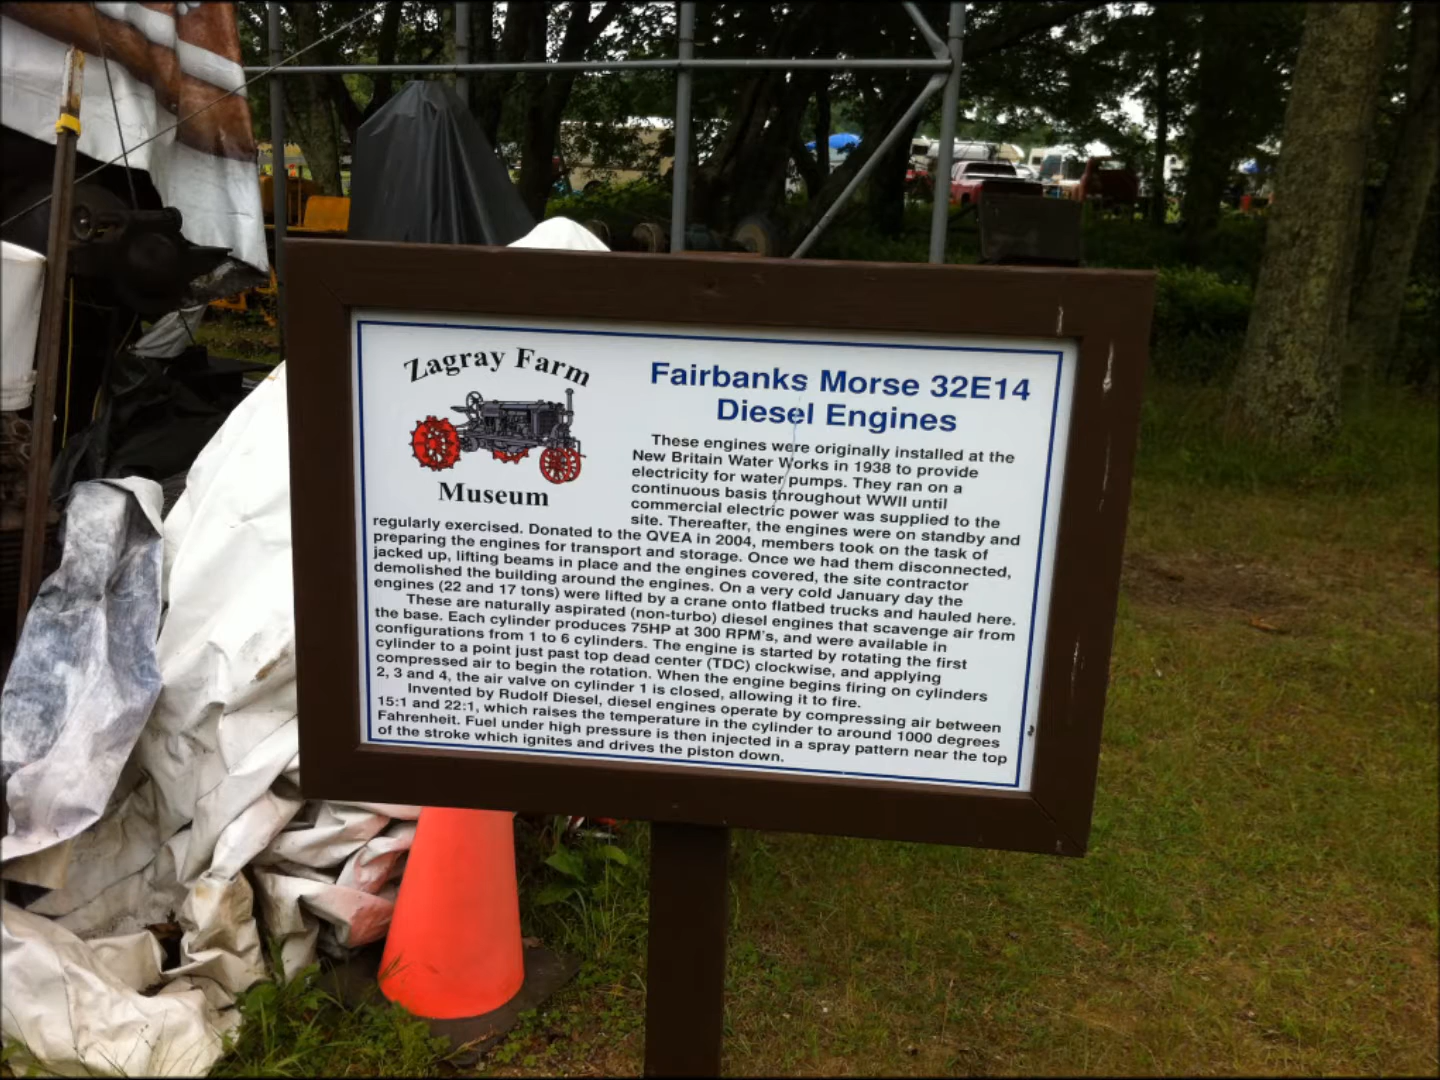 Zagray Farm
Museum
Fairbanks Morse 32E14
Diesel Engines
These engines were originally installed at the
New Britain Water Works in 1938 to provide
electricity for water pumps. They ran on a
continuous basis throughout WWII until
commercial electric power was supplied to the
site. Thereafter, the engines were on standby and
regularly exercised. Donated to the QVEA in 2004, members took on the task of
preparing the engines for transport and storage. Once we had them disconnected,
jacked up, lifting beams in place and the engines covered, the site contractor
demolished the building around the engines. On a very cold January day the
engines (22 and 17 tons) were lifted by a crane onto flatbed trucks and hauled here.
These are naturally aspirated (non-turbo) diesel engines that scavenge air from
the base. Each cylinder produces 75HP at 300 RPM's, and were available in
configurations from 1 to 6 cylinders. The engine is started by rotating the first
cylinder to a point just past top dead center (TDC) clockwise, and applying
compressed air to begin the rotation. When the engine begins firing on cylinders
2, 3 and 4, the air valve on cylinder 1 is closed, allowing it to fire.
Invented by Rudolf Diesel, diesel engines operate by compressing air between
15:1 and 22:1, which raises the temperature in the cylinder to around 1000 degrees
Fahrenheit. Fuel under high pressure is then injected in a spray pattern near the top
of the stroke which ignites and drives the piston down.